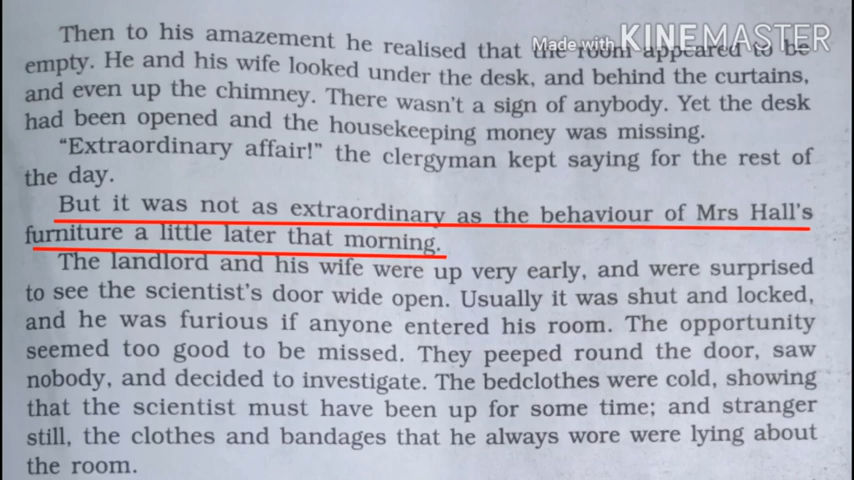 Made with KINEMASTER
Then to his amazement he realised that the room appeared to be
empty. He and his wife looked under the desk, and behind the curtains,
and even up the chimney. There wasn't a sign of anybody. Yet the desk
had been opened and the housekeeping money was missing.
"Extraordinary affair!" the clergyman kept saying for the rest of
the day.
But it was not as extraordinary as the behaviour of Mrs Hall's
furniture a little later that morning.
The landlord and his wife were up very early, and were surprised
to see the scientist's door wide open. Usually it was shut and locked,
and he was furious if anyone entered his room. The opportunity
seemed too good to be missed. They peeped round the door, saw
nobody, and decided to investigate. The bedclothes were cold, showing
that the scientist must have been up for some time; and stranger
still, the clothes and bandages that he always wore were lying about
the room.